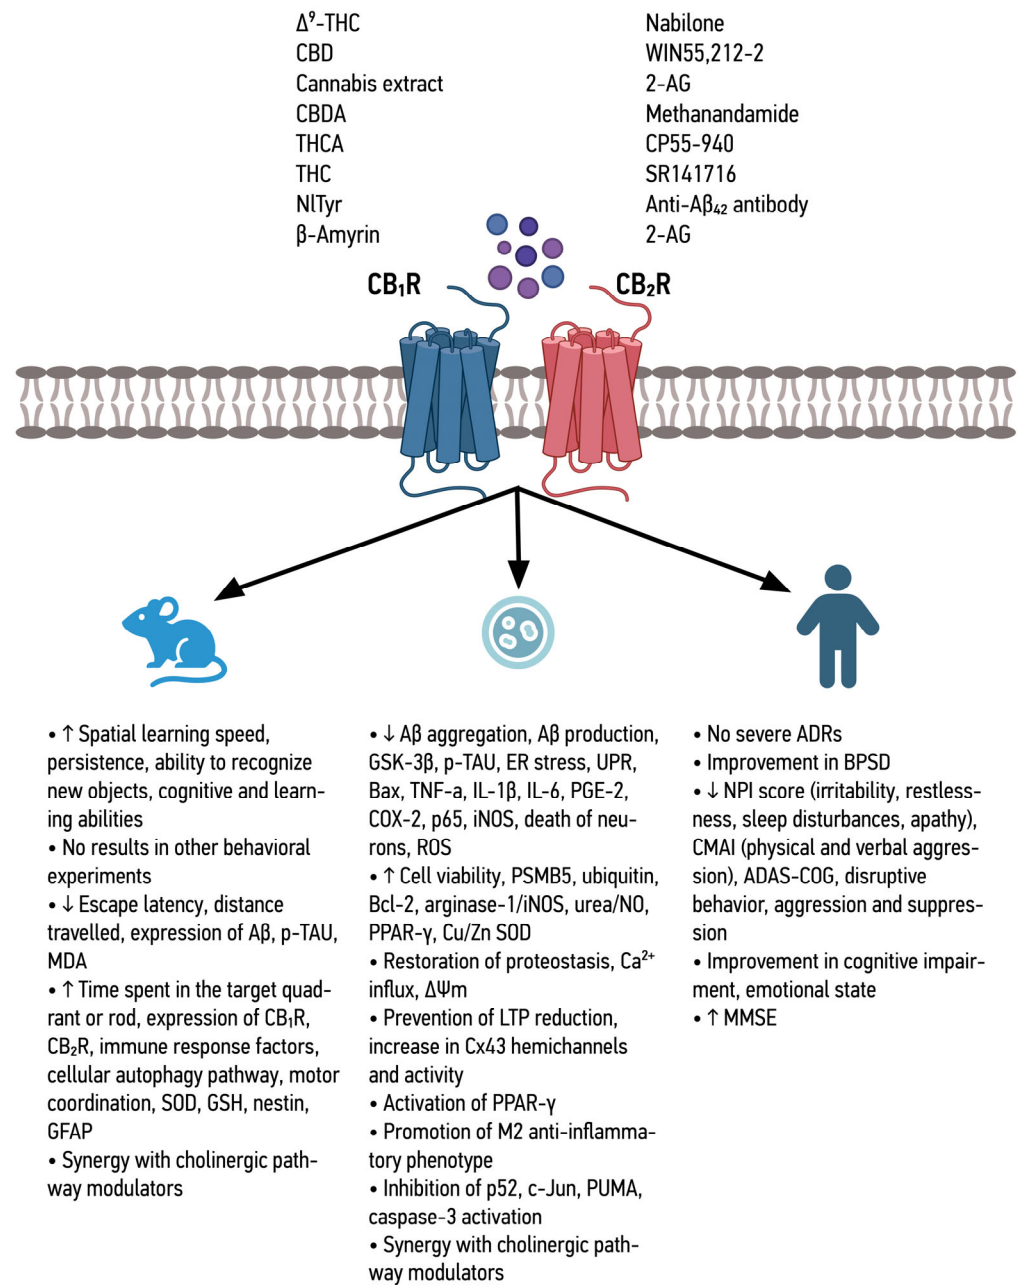 Δ⁹-THC
CBD
Cannabis extract
CBDA
THCA
THC
NlTyr
β-Amyrin
Nabilone
WIN55,212-2
2-AG
Methanandamide
CP55-940
SR141716
Anti-Aβ₄₂ antibody
2-AG
CB₁R
CB₂R
• ↑ Spatial learning speed,
persistence, ability to recognize
new objects, cognitive and learn-
ing abilities
• No results in other behavioral
experiments
• ↓ Escape latency, distance
travelled, expression of Aβ, p-TAU,
MDA
• ↑ Time spent in the target quad-
rant or rod, expression of CB₁R,
CB₂R, immune response factors,
cellular autophagy pathway, motor
coordination, SOD, GSH, nestin,
GFAP
• Synergy with cholinergic path-
way modulators
• ↓ Aβ aggregation, Aβ production,
GSK-3β, p-TAU, ER stress, UPR,
Bax, TNF-a, IL-1β, IL-6, PGE-2,
COX-2, p65, iNOS, death of neu-
rons, ROS
• ↑ Cell viability, PSMB5, ubiquitin,
Bcl-2, arginase-1/iNOS, urea/NO,
PPAR-γ, Cu/Zn SOD
• Restoration of proteostasis, Ca²⁺
influx, ΔΨm
• Prevention of LTP reduction,
increase in Cx43 hemichannels
and activity
• Activation of PPAR-γ
• Promotion of M2 anti-inflamma-
tory phenotype
• Inhibition of p52, c-Jun, PUMA,
caspase-3 activation
• Synergy with cholinergic path-
way modulators
• No severe ADRs
• Improvement in BPSD
• ↓ NPI score (irritability, restless-
ness, sleep disturbances, apathy),
CMAI (physical and verbal aggres-
sion), ADAS-COG, disruptive
behavior, aggression and suppres-
sion
• Improvement in cognitive impair-
ment, emotional state
• ↑ MMSE